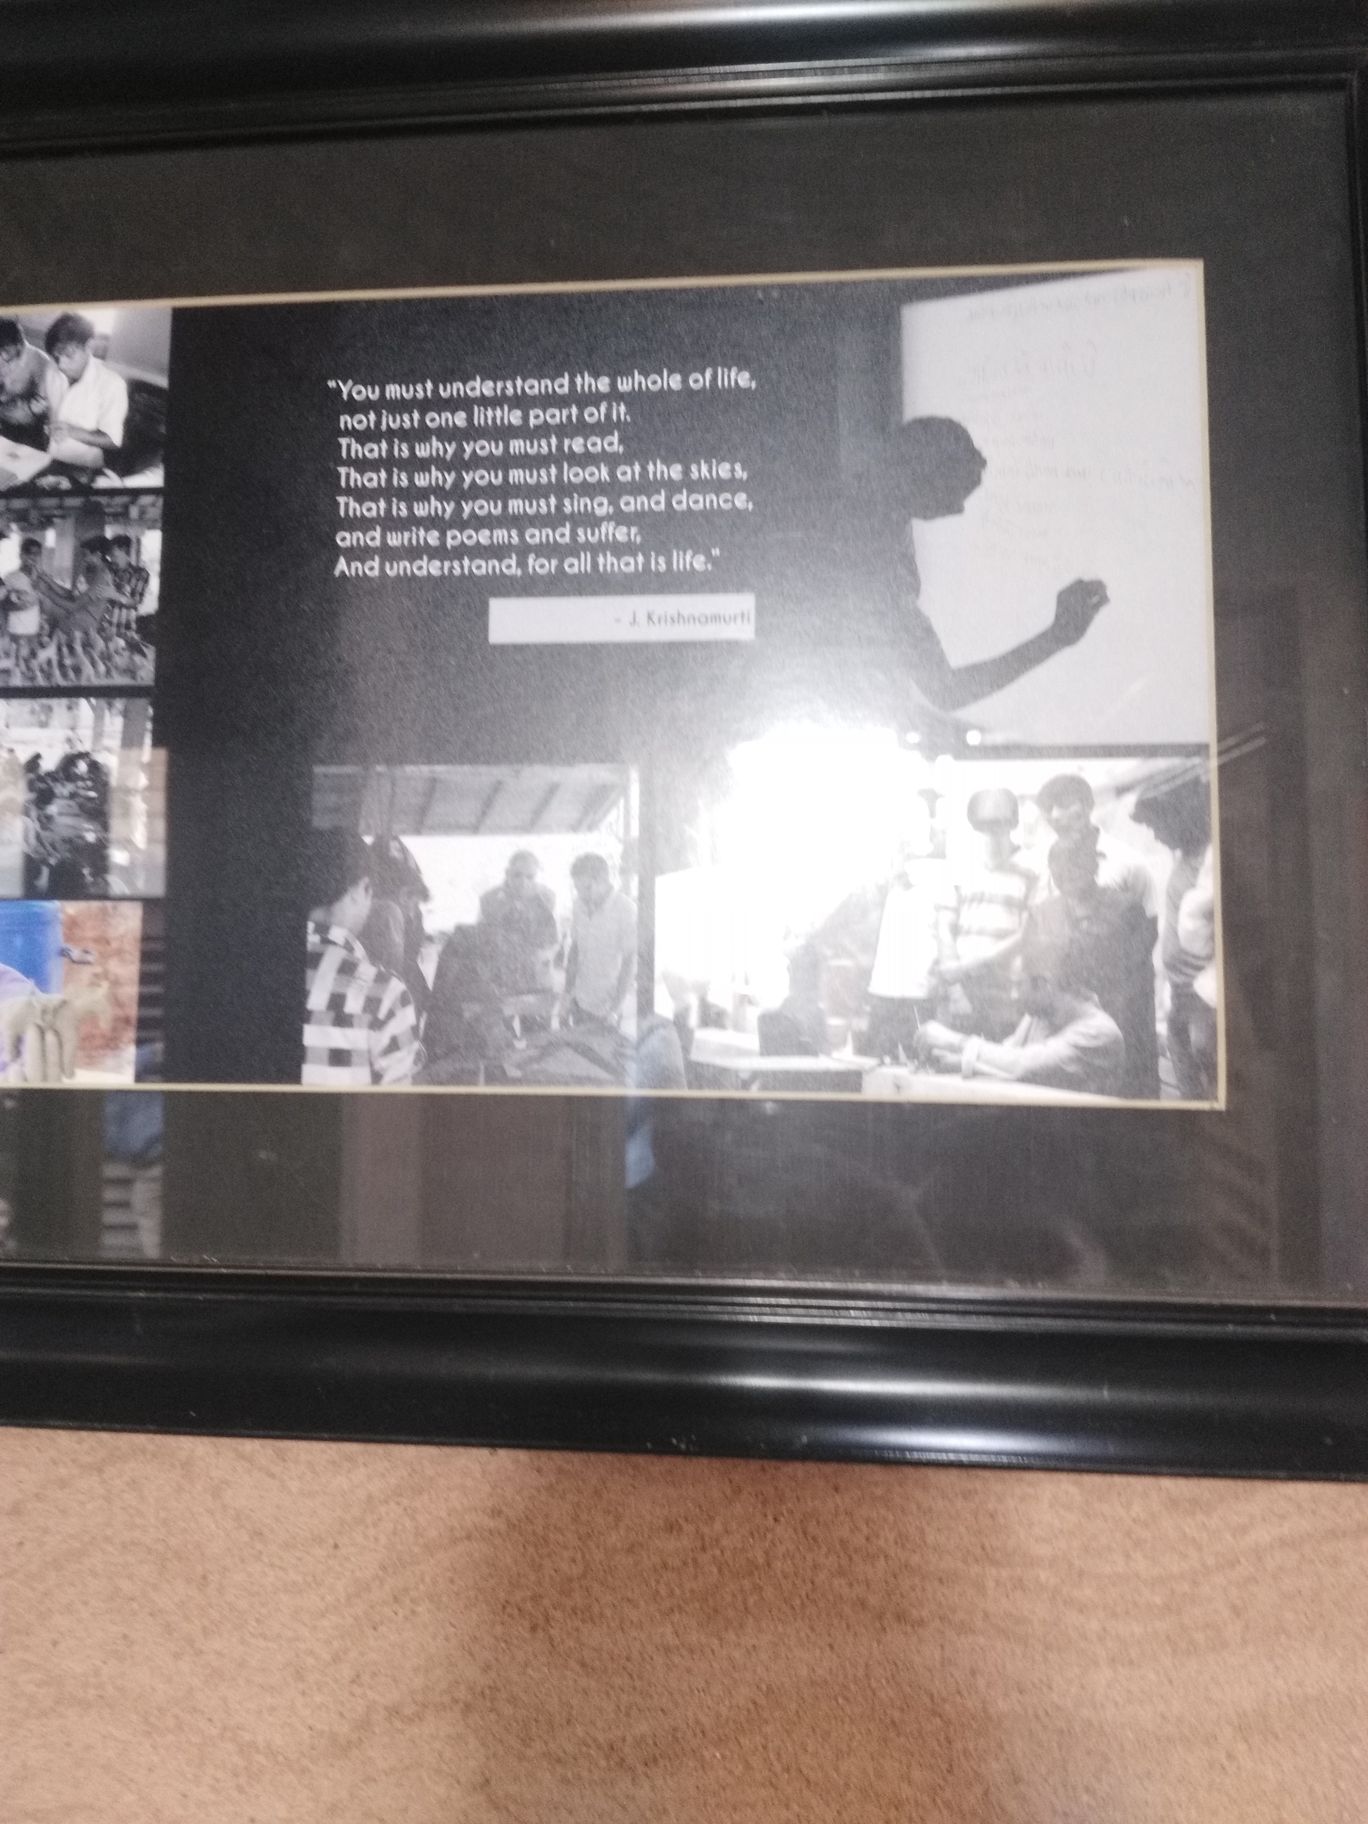 "You must understand the whole of life,
not just one little part of it.
That is why you must read,
That is why you must look at the skies,
That is why you must sing, and dance,
and write poems and suffer,
And understand, for all that is life."
- J. Krishnamurti